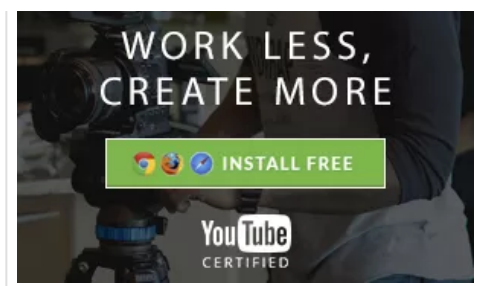 WORK LESS,
CREATE MORE
INSTALL FREE
YouTube
CERTIFIED